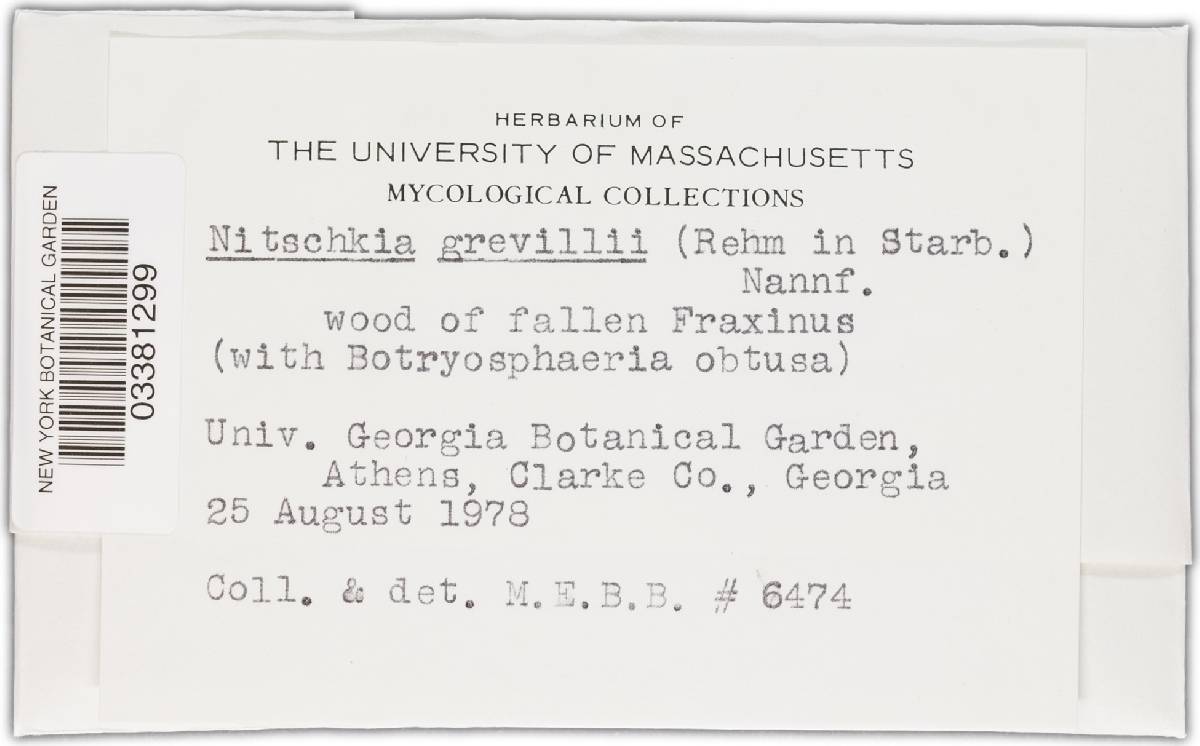 HERBARIUM OF
THE UNIVERSITY OF MASSACHUSETTS
MYCOLOGICAL COLLECTIONS
Nitschkia grevillii (Rehm in Starb.)
Nannf.
wood of fallen Fraxinus
(with Botryosphaeria obtusa)
Univ. Georgia Botanical Garden,
Athens, Clarke Co., Georgia
25 August 1978
Coll. & det. M.E.B.B. # 6474
NEW YORK BOTANICAL GARDEN
03381299